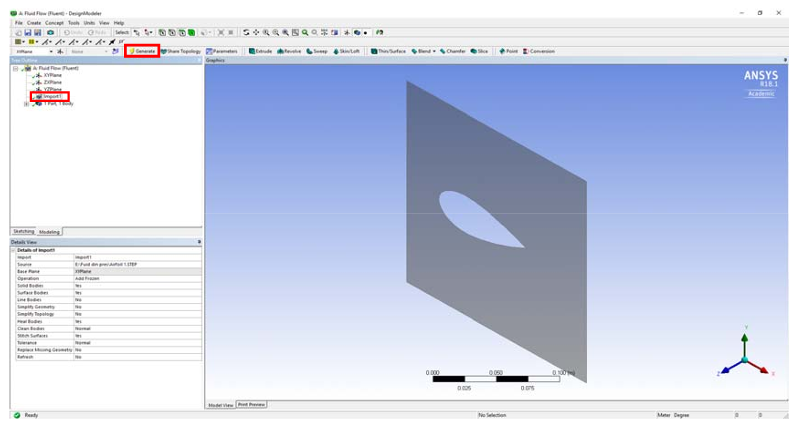 A: Fluid Flow (Fluent) - DesignModeler
File Create Concept Tools Units View Help
Undo Redo Select
XYPlane None Generate Share Topology Parameters Extrude Revolve Sweep Skin/Loft Thin/Surface Blend Chamfer Slice Point Conversion
Tree Outline
Graphics
A: Fluid Flow (Fluent)
XYPlane
ZXPlane
YZPlane
Import1
1 Part, 1 Body
ANSYS
R18.1
Academic
Sketching Modeling
Details View
Details of Import1
Import Import1
Source
Base Plane XYPlane
Operation Add Frozen
Solid Bodies Yes
Surface Bodies Yes
Line Bodies No
Simplify Geometry No
Simplify Topology No
Heal Bodies Yes
Clean Bodies Normal
Stitch Surfaces Yes
Tolerance Normal
Replace Missing Geometry No
Refresh No
0.000 0.050 0.100 (m)
0.025 0.075
Y
Z X
Model View Print Preview
Ready No Selection Meter Degree 0 0